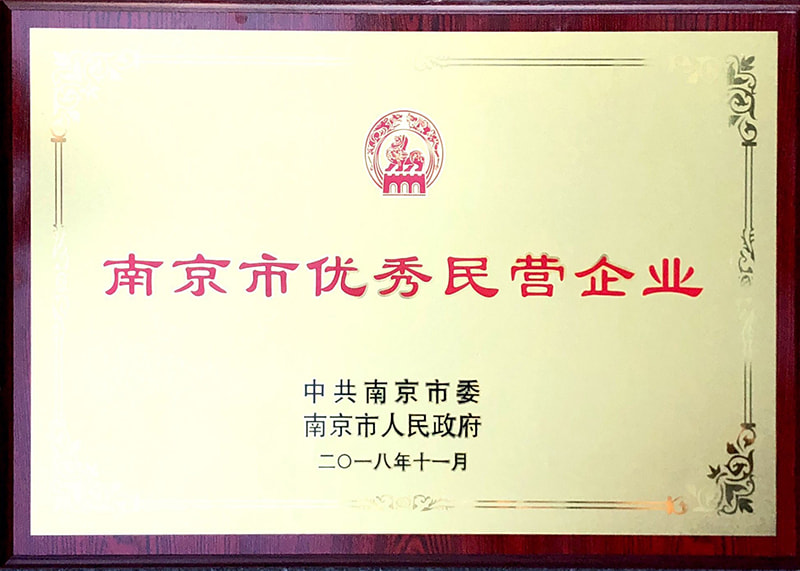 南京市优秀民营企业
中共南京市委
南京市人民政府
二〇一八年十一月